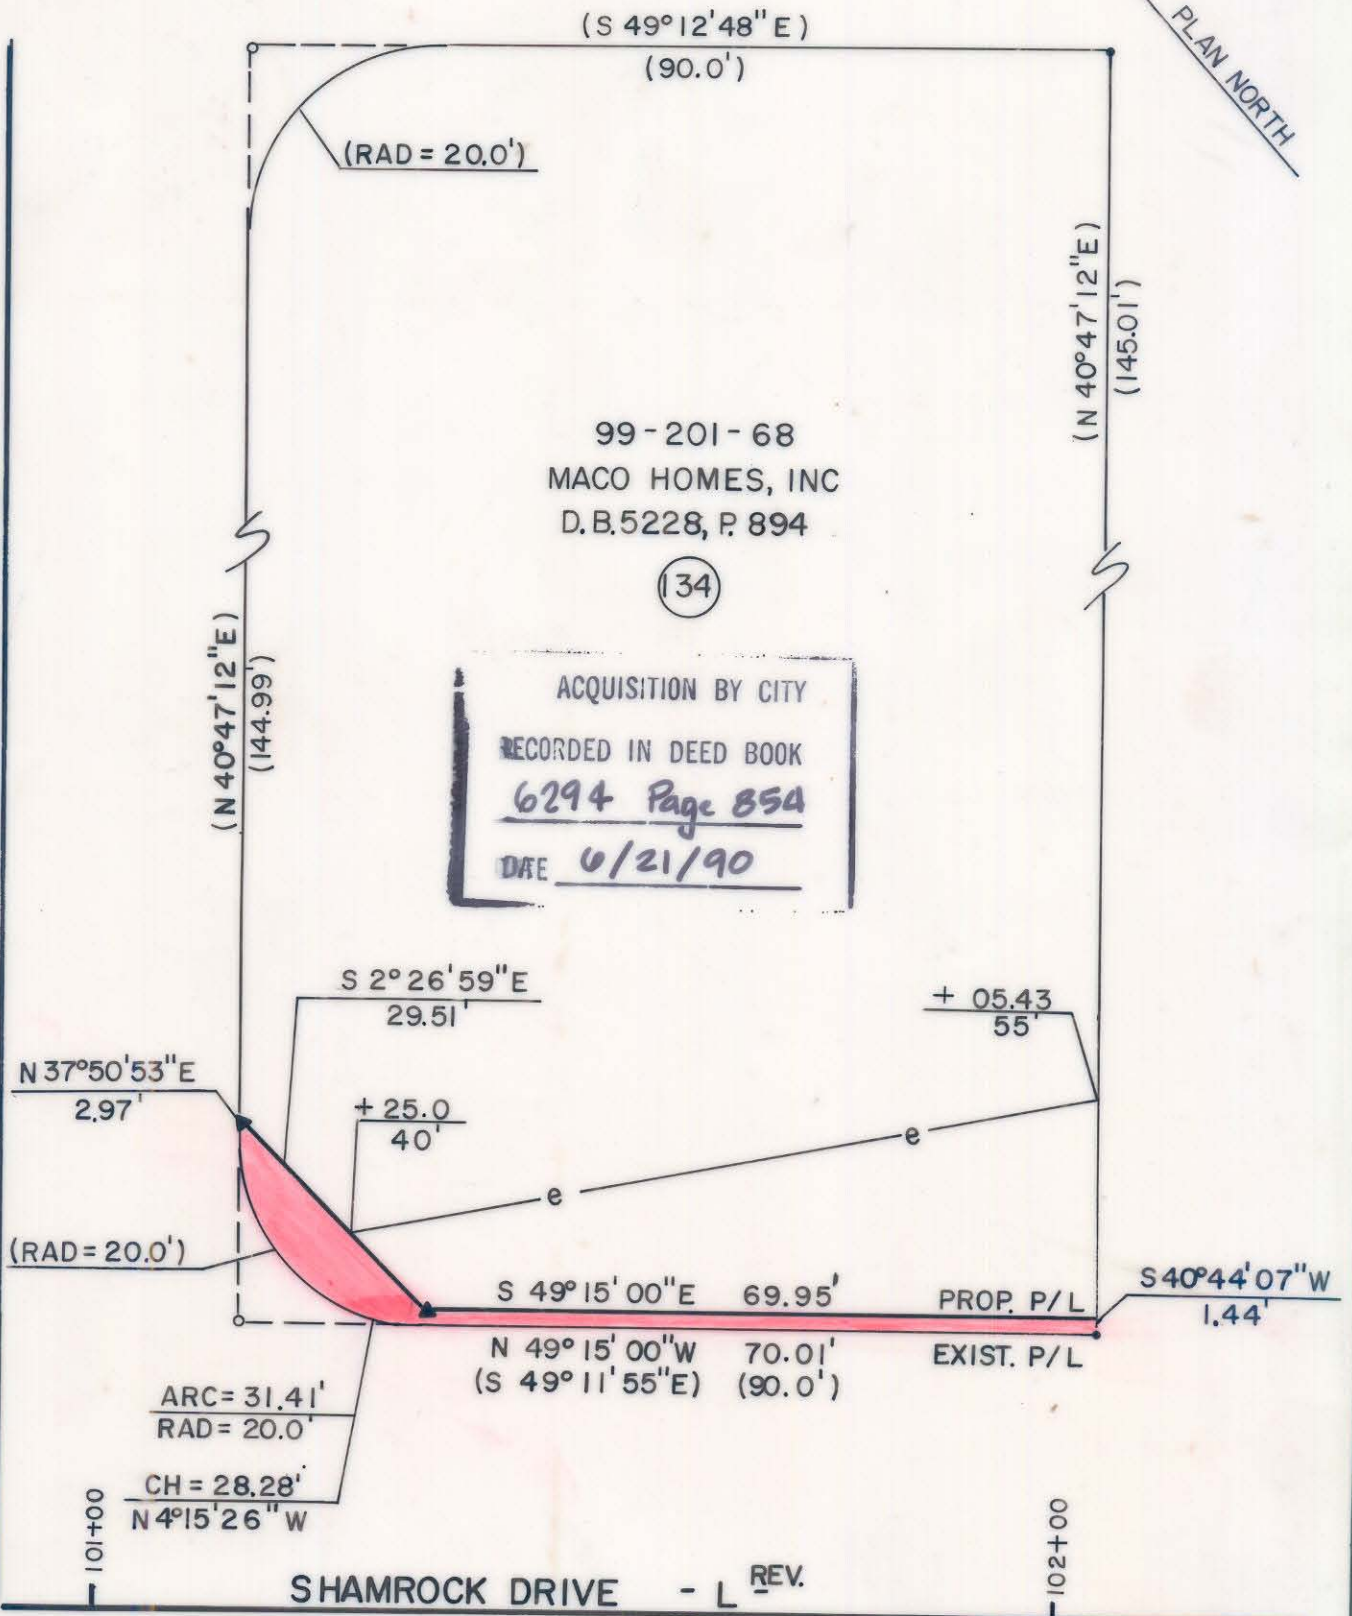 (S 49°12'48"E)
(90.0')
PLAN NORTH
(RAD = 20.0')
(N 40°47'12"E)
(145.01')
99-201-68
MACO HOMES, INC
D.B.5228, P. 894
134
(N 40°47'12"E)
(144.99')
ACQUISITION BY CITY
RECORDED IN DEED BOOK
6294 Page 854
DATE 6/21/90
S 2°26'59"E
29.51'
+ 05.43
55'
N 37°50'53"E
2.97'
+ 25.0
40'
e
e
(RAD = 20.0')
S 49°15'00"E 69.95' PROP. P/L
S 40°44'07"W
1.44'
N 49°15'00"W 70.01' EXIST. P/L
(S 49°11'55"E) (90.0')
ARC = 31.41'
RAD = 20.0'
CH = 28.28'
N 4°15'26"W
101+00
102+00
SHAMROCK DRIVE - L REV.